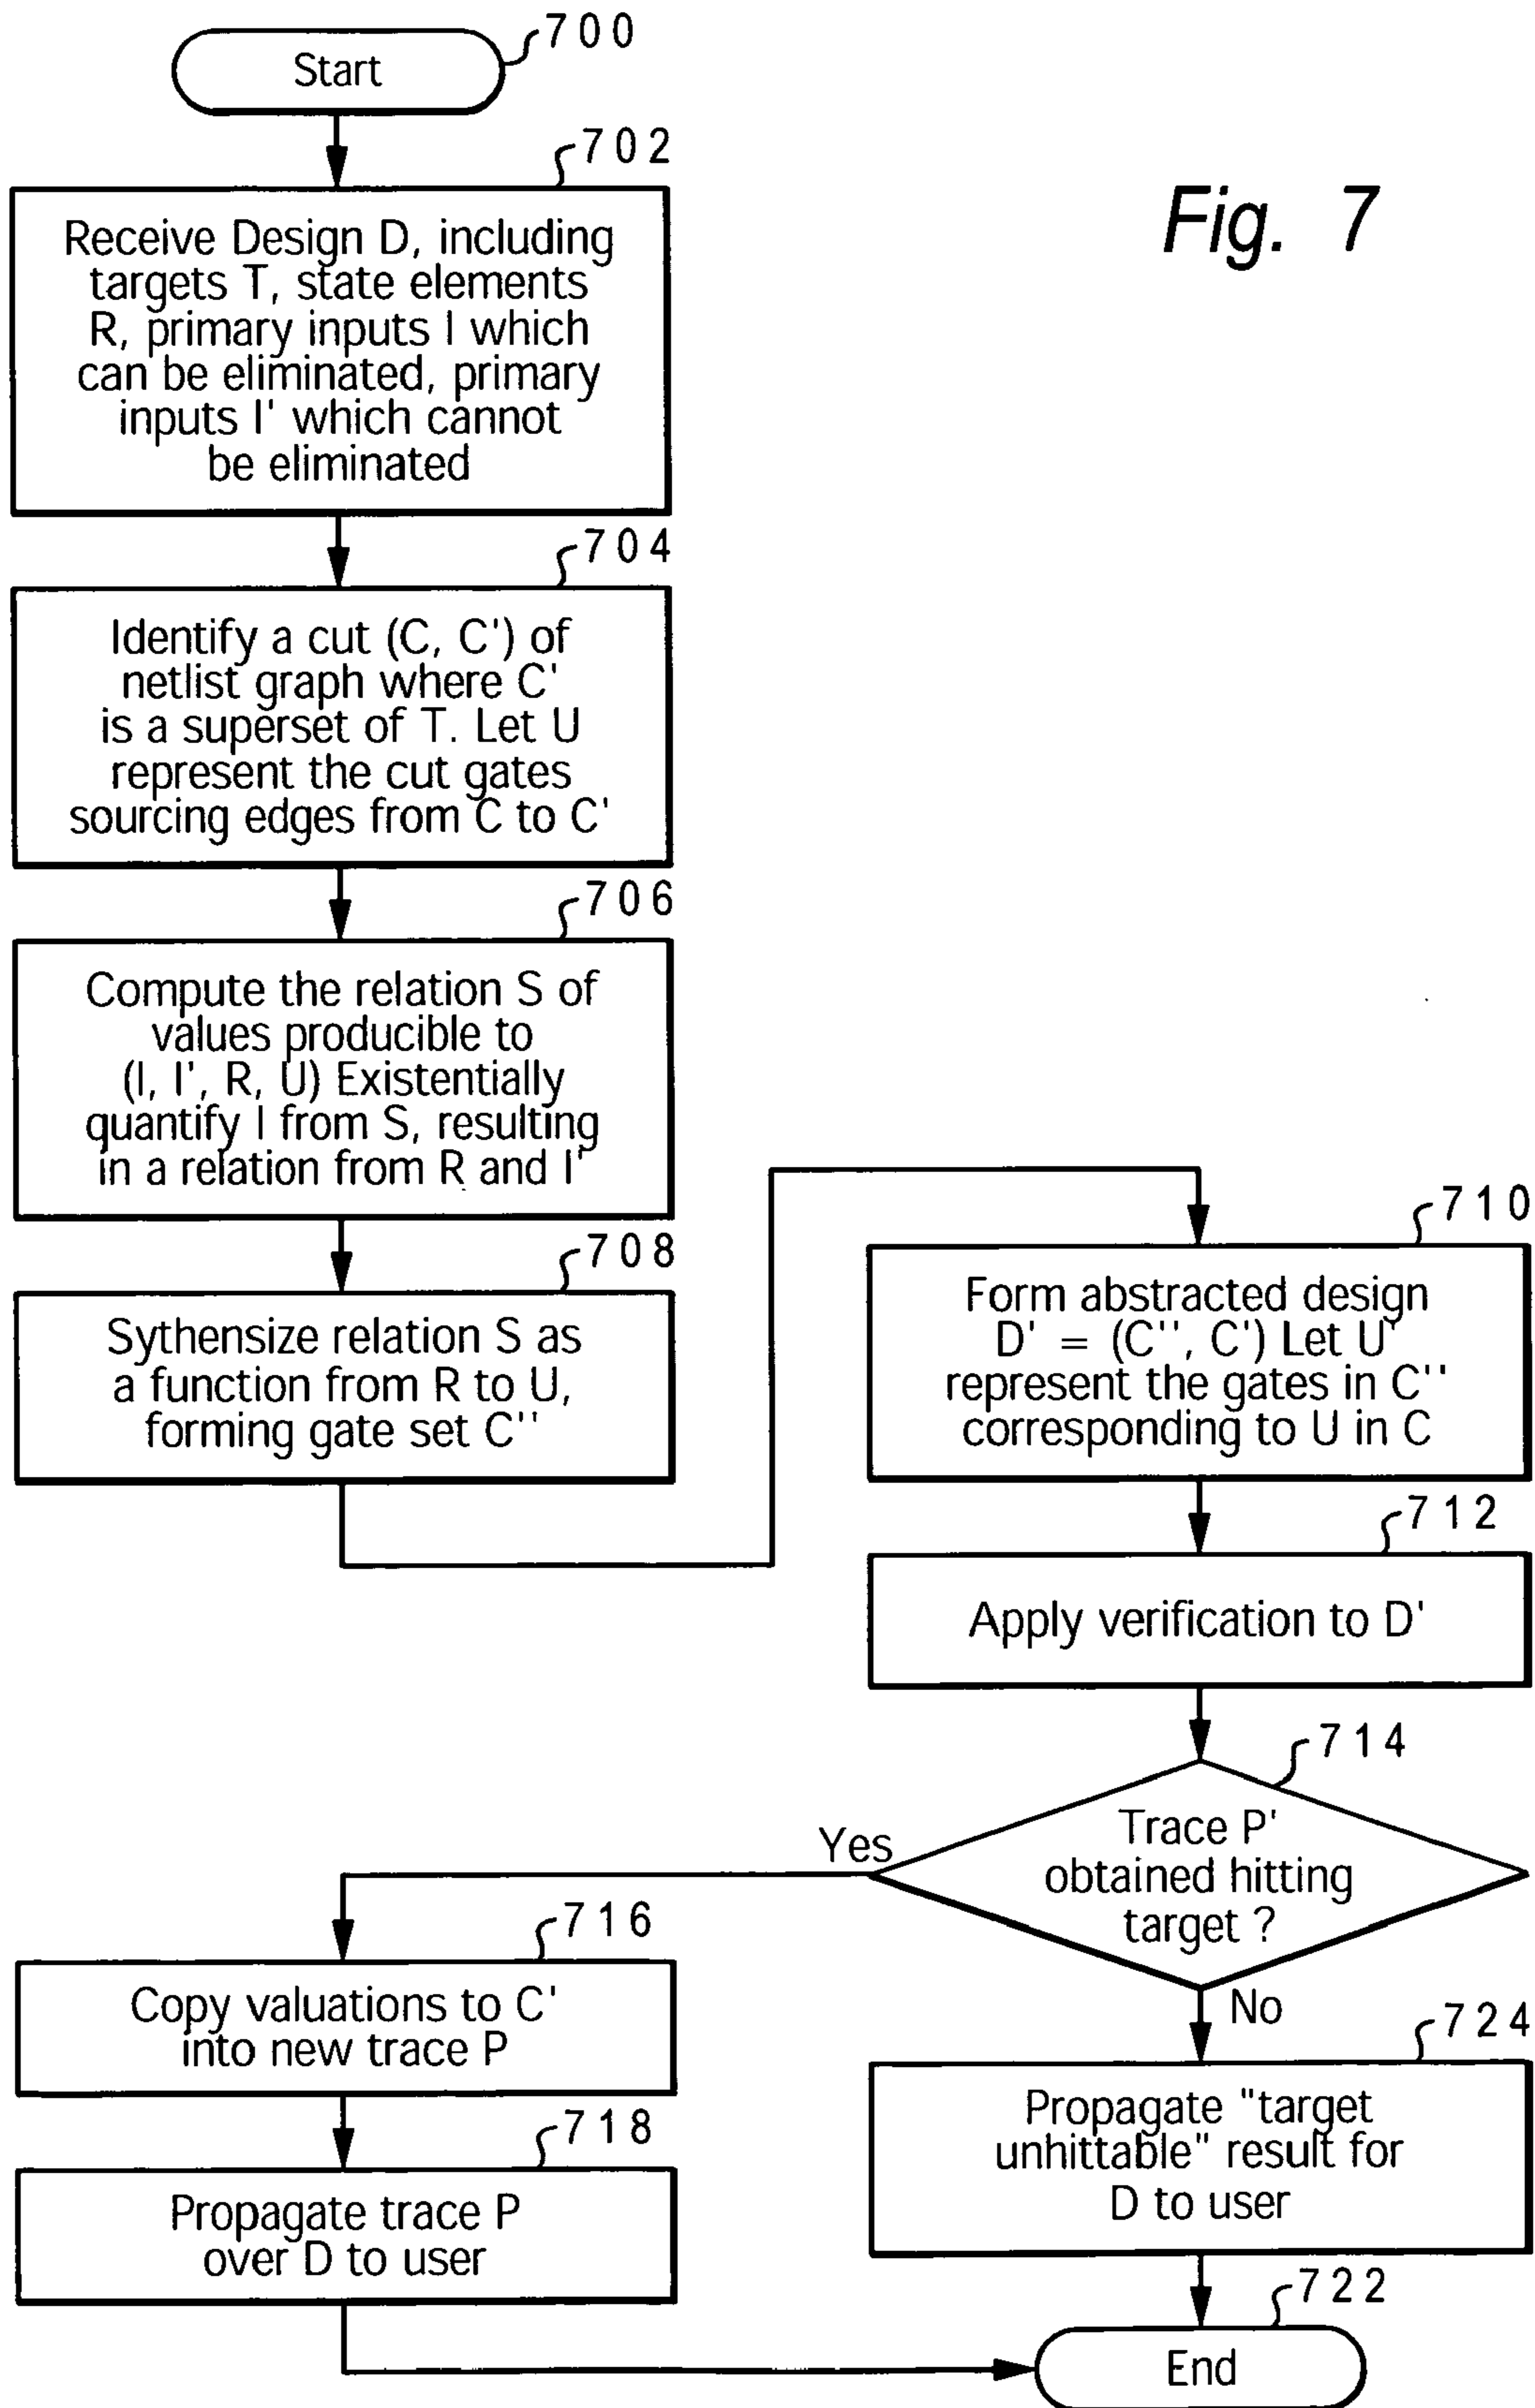 700
Start
702
Fig. 7
Receive Design D, including
targets T, state elements
R, primary inputs I which
can be eliminated, primary
inputs I' which cannot
be eliminated
704
Identify a cut (C, C') of
netlist graph where C'
is a superset of T. Let U
represent the cut gates
sourcing edges from C to C'
706
Compute the relation S of
values producible to
(I, I', R, U) Existentially
quantify I from S, resulting
in a relation from R and I'
708
Sythensize relation S as
a function from R to U,
forming gate set C''
710
Form abstracted design
D' = (C'', C') Let U'
represent the gates in C''
corresponding to U in C
712
Apply verification to D'
714
Trace P'
obtained hitting
target ?
Yes
No
716
Copy valuations to C'
into new trace P
718
Propagate trace P
over D to user
724
Propagate "target
unhittable" result for
D to user
722
End